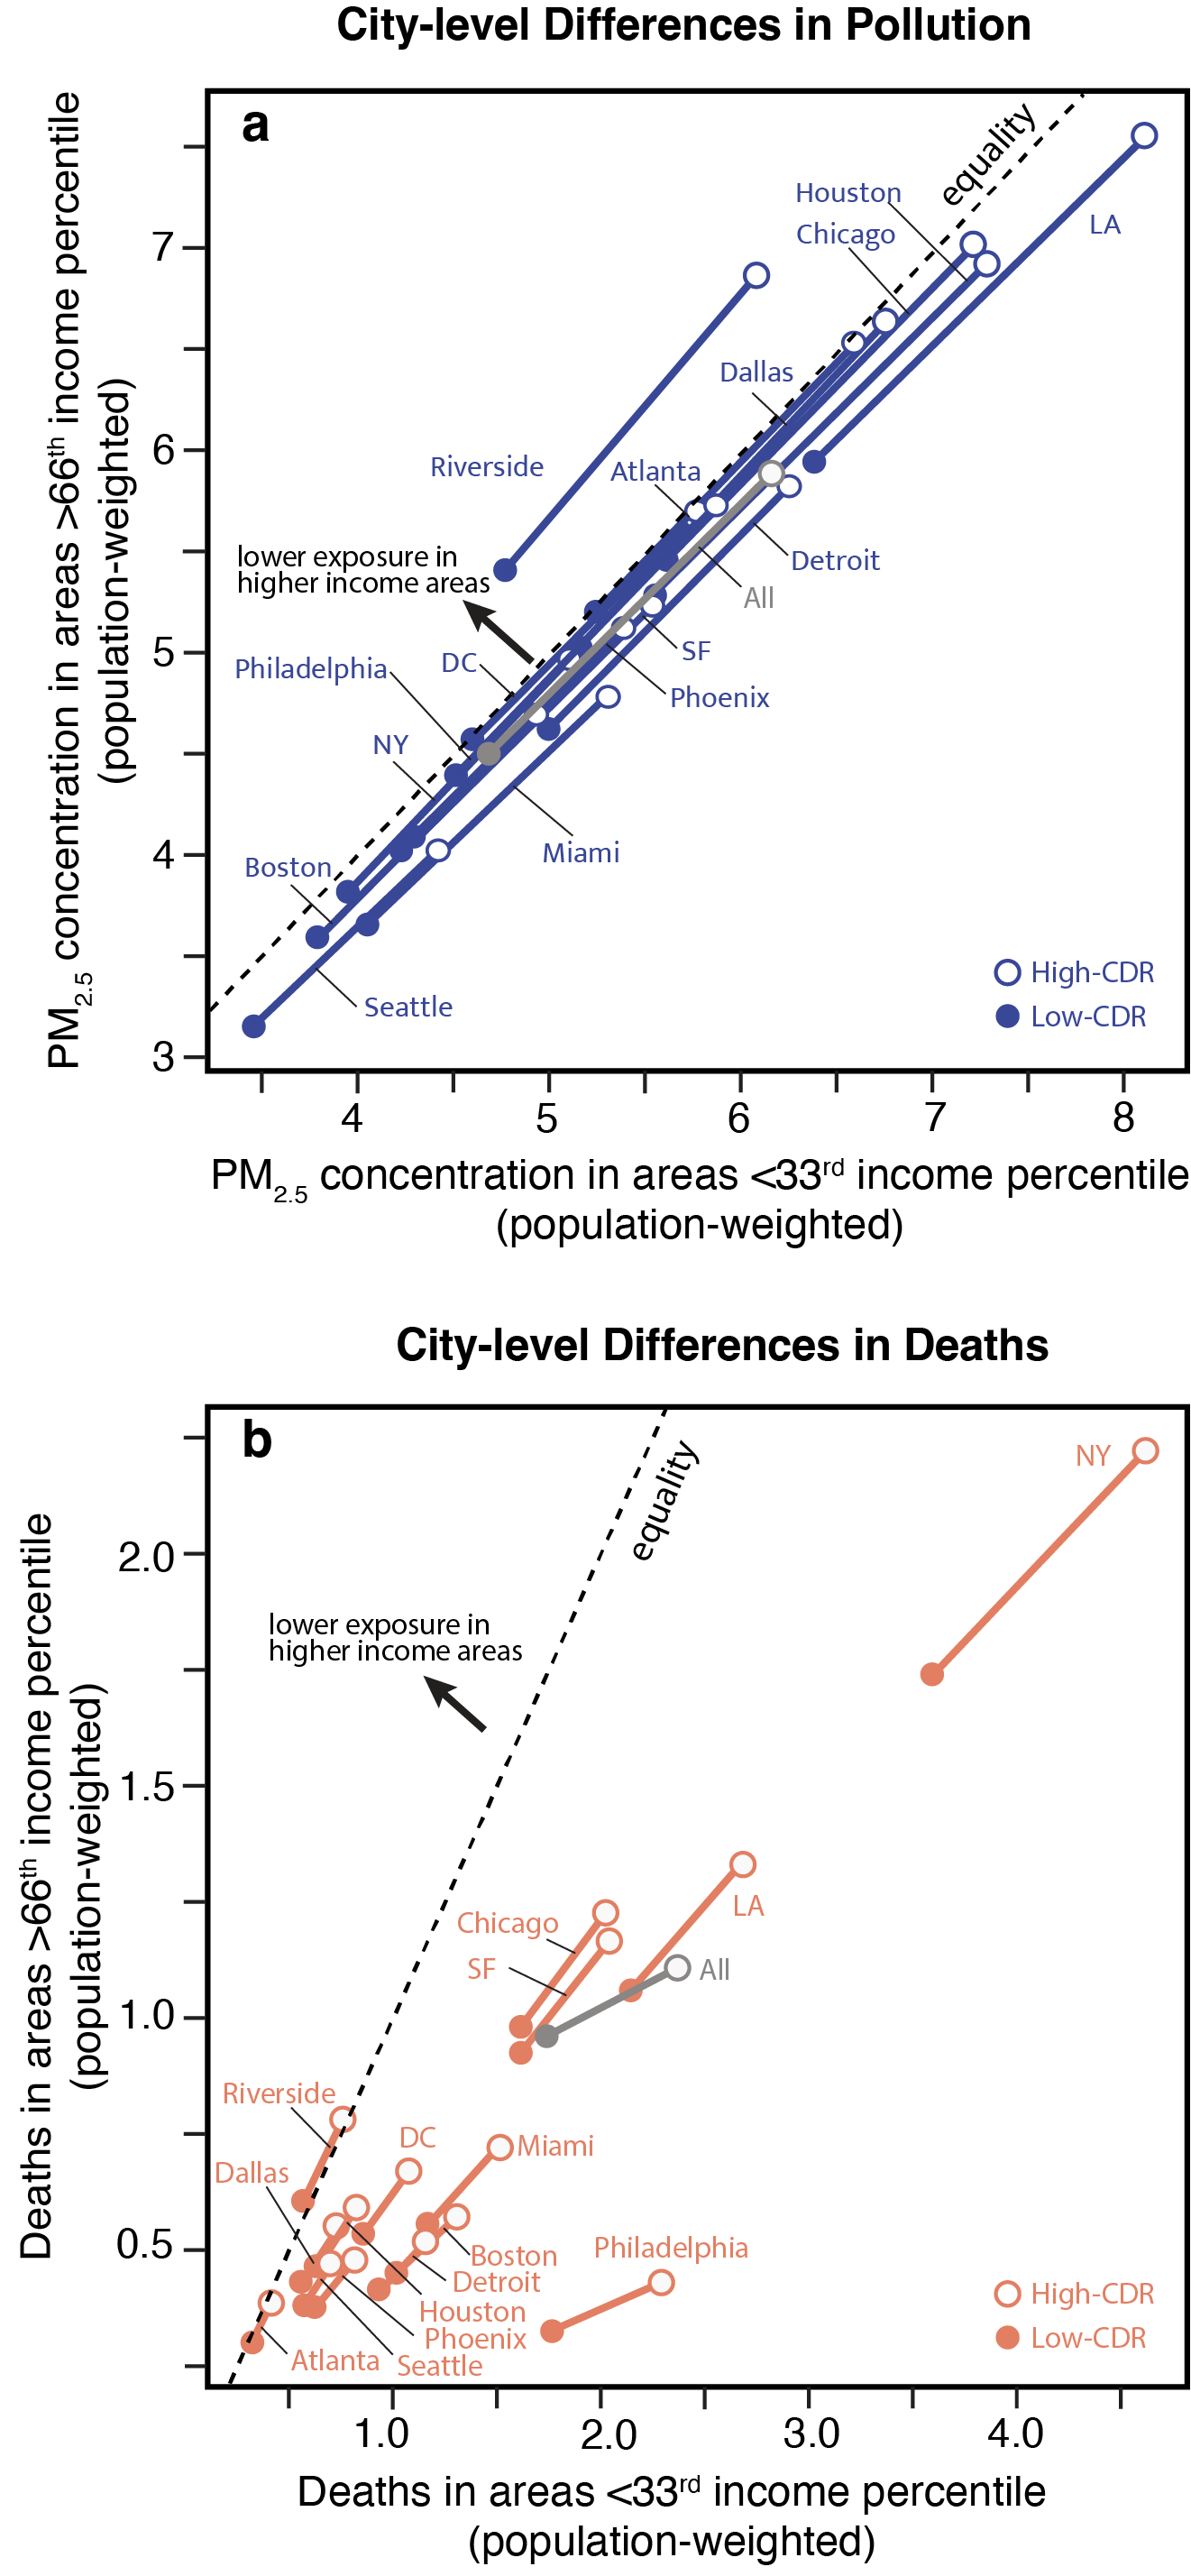 City-level Differences in Pollution
a
PM2.5 concentration in areas >66th income percentile
(population-weighted)
7
6
5
4
3
equality
Houston
Chicago
LA
Dallas
Riverside
Atlanta
lower exposure in
higher income areas
Detroit
All
SF
Philadelphia
DC
Phoenix
NY
Miami
Boston
Seattle
High-CDR
Low-CDR
4
5
6
7
8
PM2.5 concentration in areas <33rd income percentile
(population-weighted)
City-level Differences in Deaths
b
Deaths in areas >66th income percentile
(population-weighted)
2.0
1.5
1.0
0.5
equality
NY
lower exposure in
higher income areas
LA
Chicago
SF
All
Riverside
DC
Miami
Dallas
Boston
Philadelphia
Detroit
Houston
Phoenix
Atlanta
Seattle
High-CDR
Low-CDR
1.0
2.0
3.0
4.0
Deaths in areas <33rd income percentile
(population-weighted)